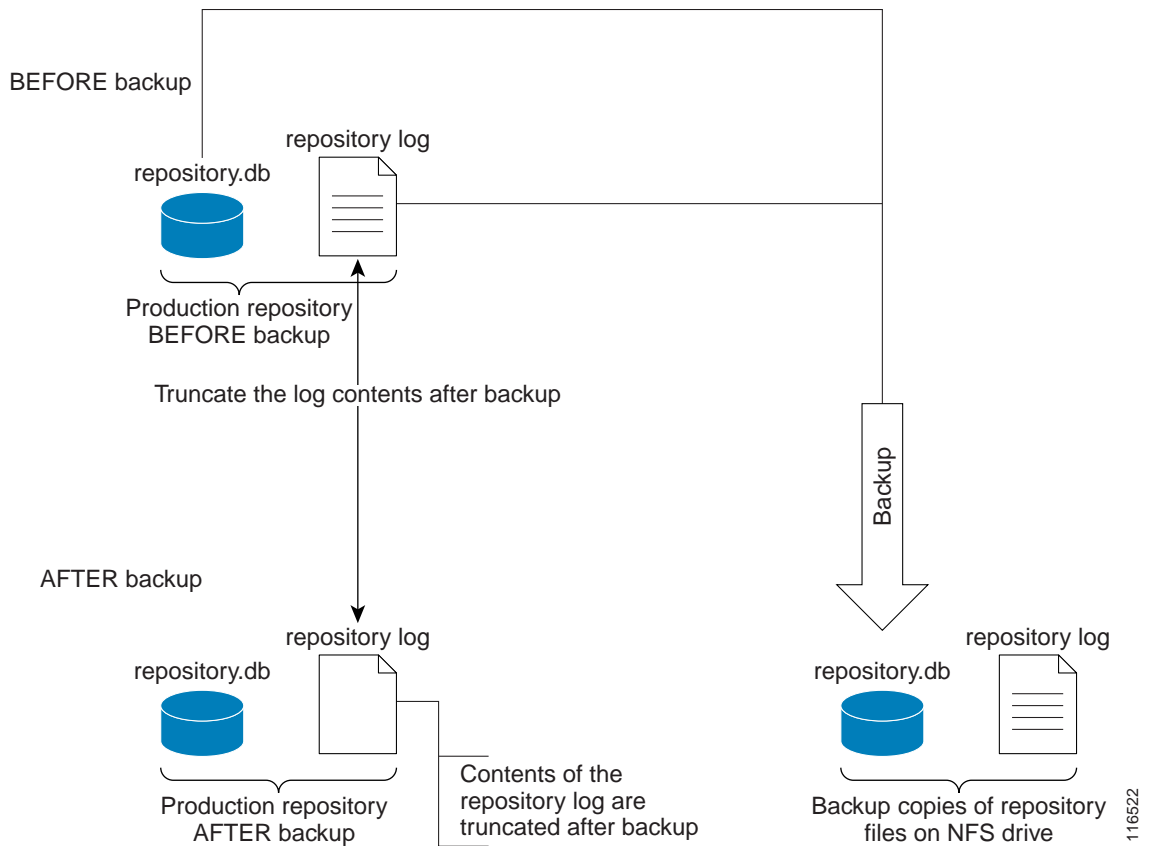 BEFORE backup
repository log
repository.db
Production repository
BEFORE backup
Truncate the log contents after backup
Backup
AFTER backup
repository log
repository.db
Production repository
AFTER backup
Contents of the
repository log are
truncated after backup
repository log
repository.db
Backup copies of repository
files on NFS drive
116522